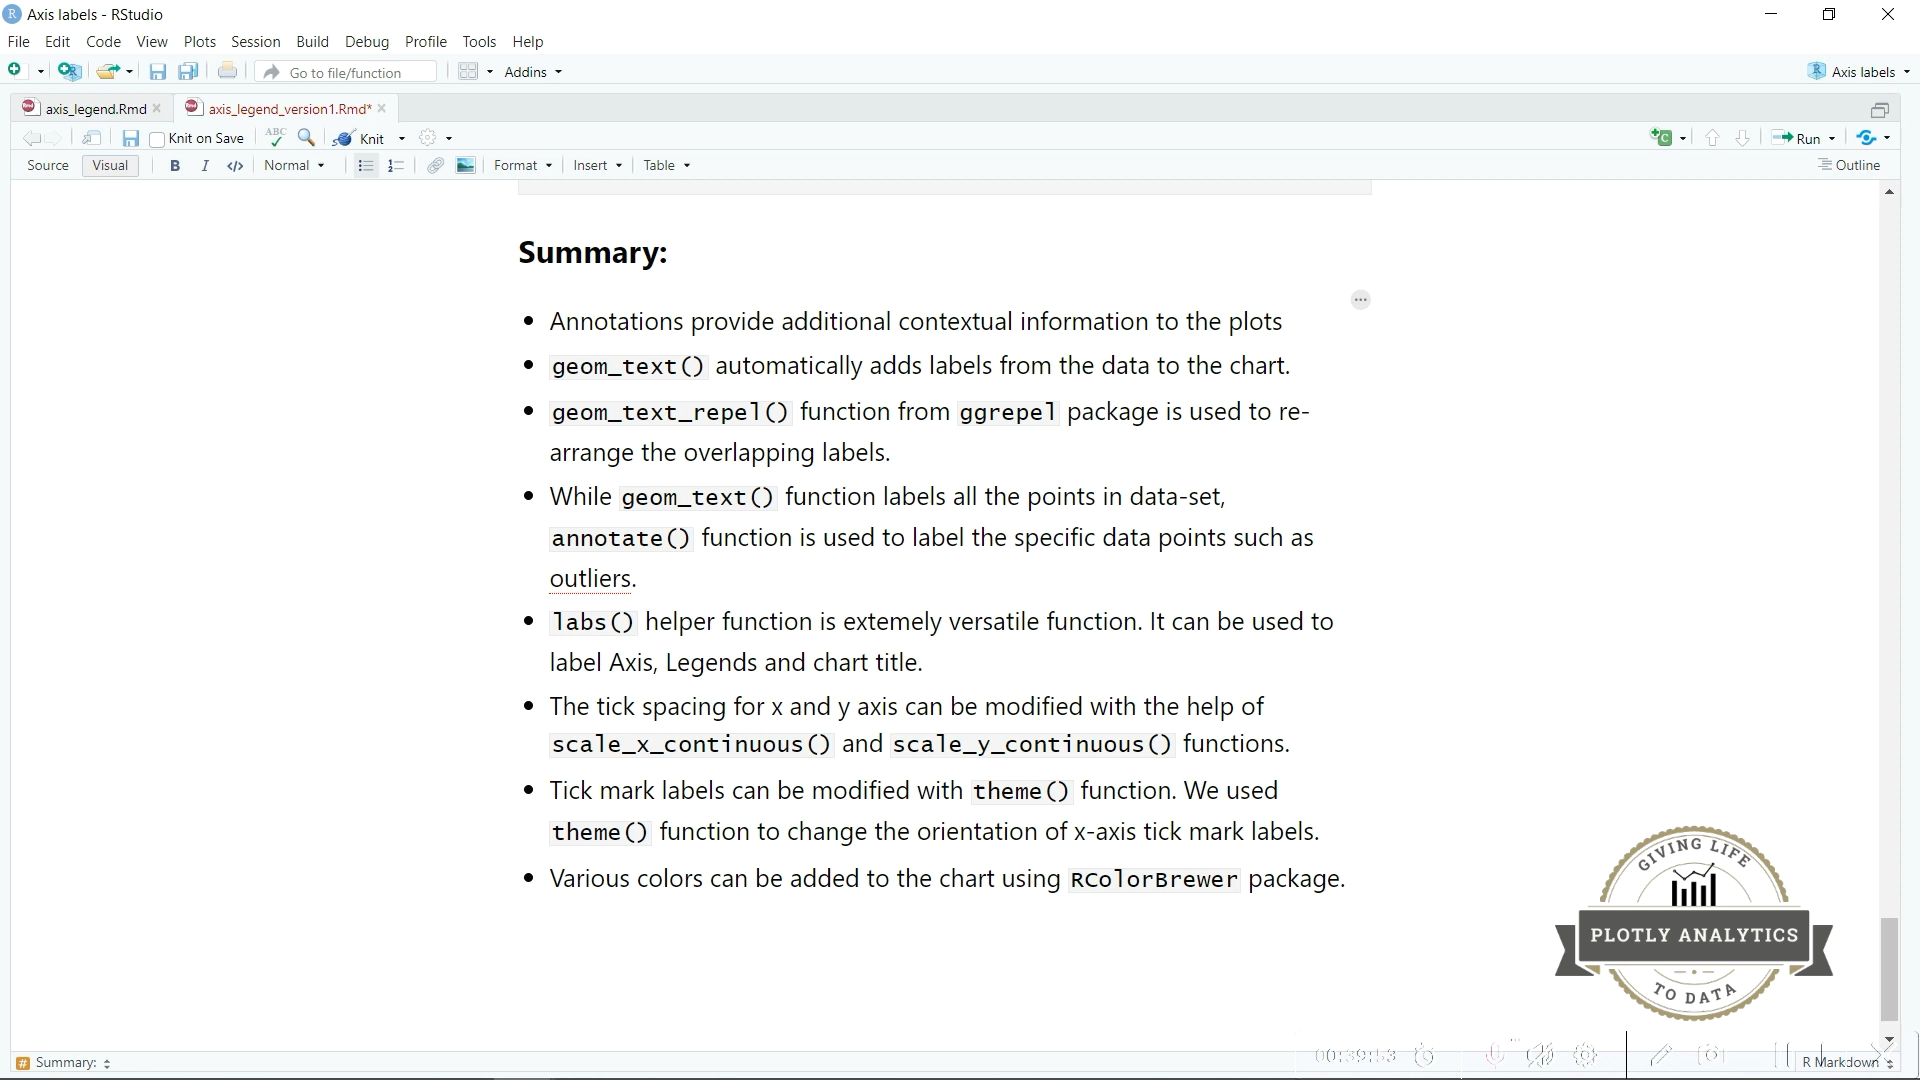 Axis labels - RStudio
File Edit Code View Plots Session Build Debug Profile Tools Help
Go to file/function Addins Axis labels
axis_legend.Rmd axis_legend_version1.Rmd*
Knit on Save ABC Knit Run
Source Visual B I </> Normal Format Insert Table Outline
Summary:
• Annotations provide additional contextual information to the plots
• geom_text() automatically adds labels from the data to the chart.
• geom_text_repel() function from ggrepel package is used to re-
arrange the overlapping labels.
• While geom_text() function labels all the points in data-set,
annotate() function is used to label the specific data points such as
outliers.
• labs() helper function is extemely versatile function. It can be used to
label Axis, Legends and chart title.
• The tick spacing for x and y axis can be modified with the help of
scale_x_continuous() and scale_y_continuous() functions.
• Tick mark labels can be modified with theme() function. We used
theme() function to change the orientation of x-axis tick mark labels.
• Various colors can be added to the chart using RColorBrewer package.
GIVING LIFE
PLOTLY ANALYTICS
TO DATA
# Summary: 00:39:53 R Markdown